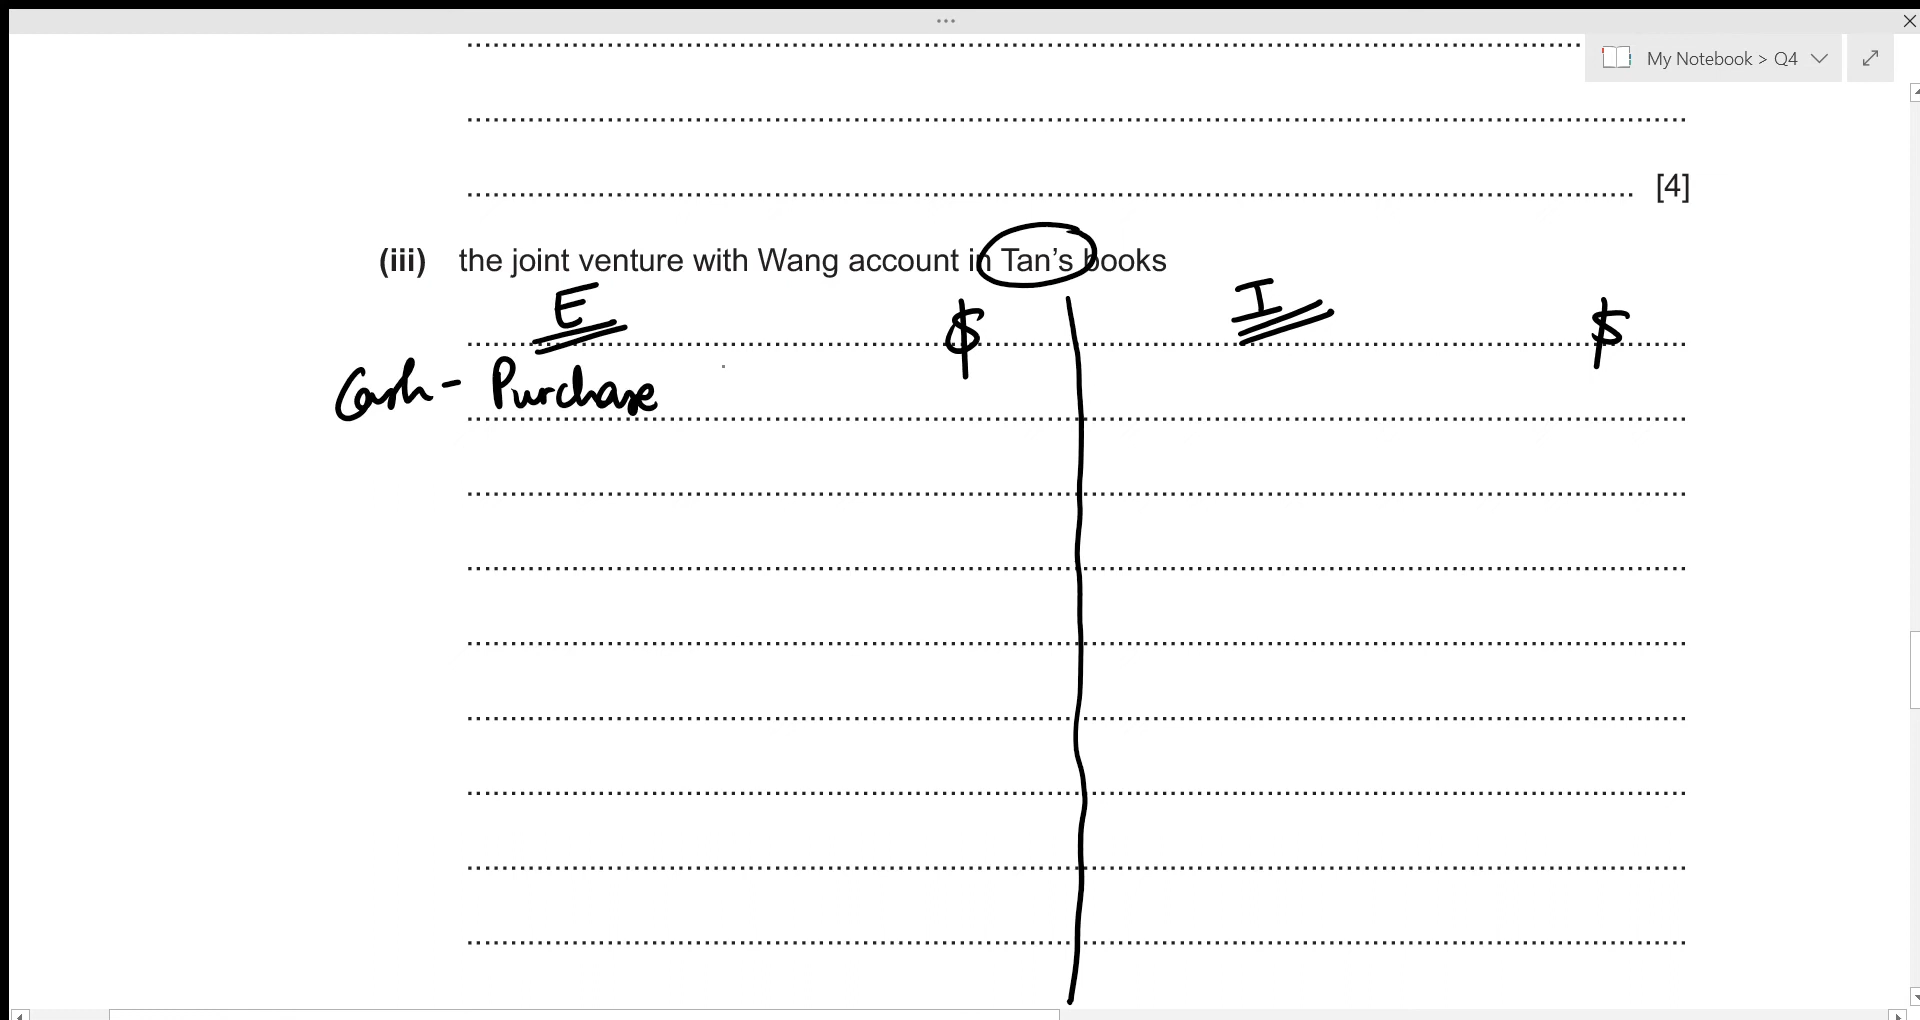 My Notebook > Q4
[4]
(iii) the joint venture with Wang account in Tan's books
E $ I $
Cash - Purchase